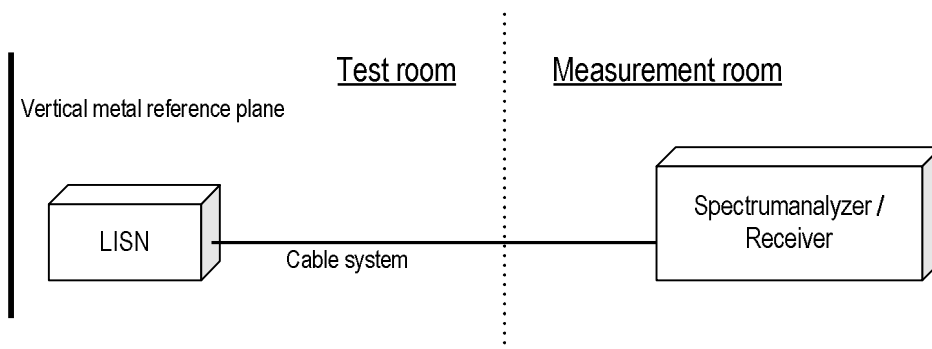 Test room
Measurement room
Vertical metal reference plane
LISN
Cable system
Spectrumanalyzer /
Receiver